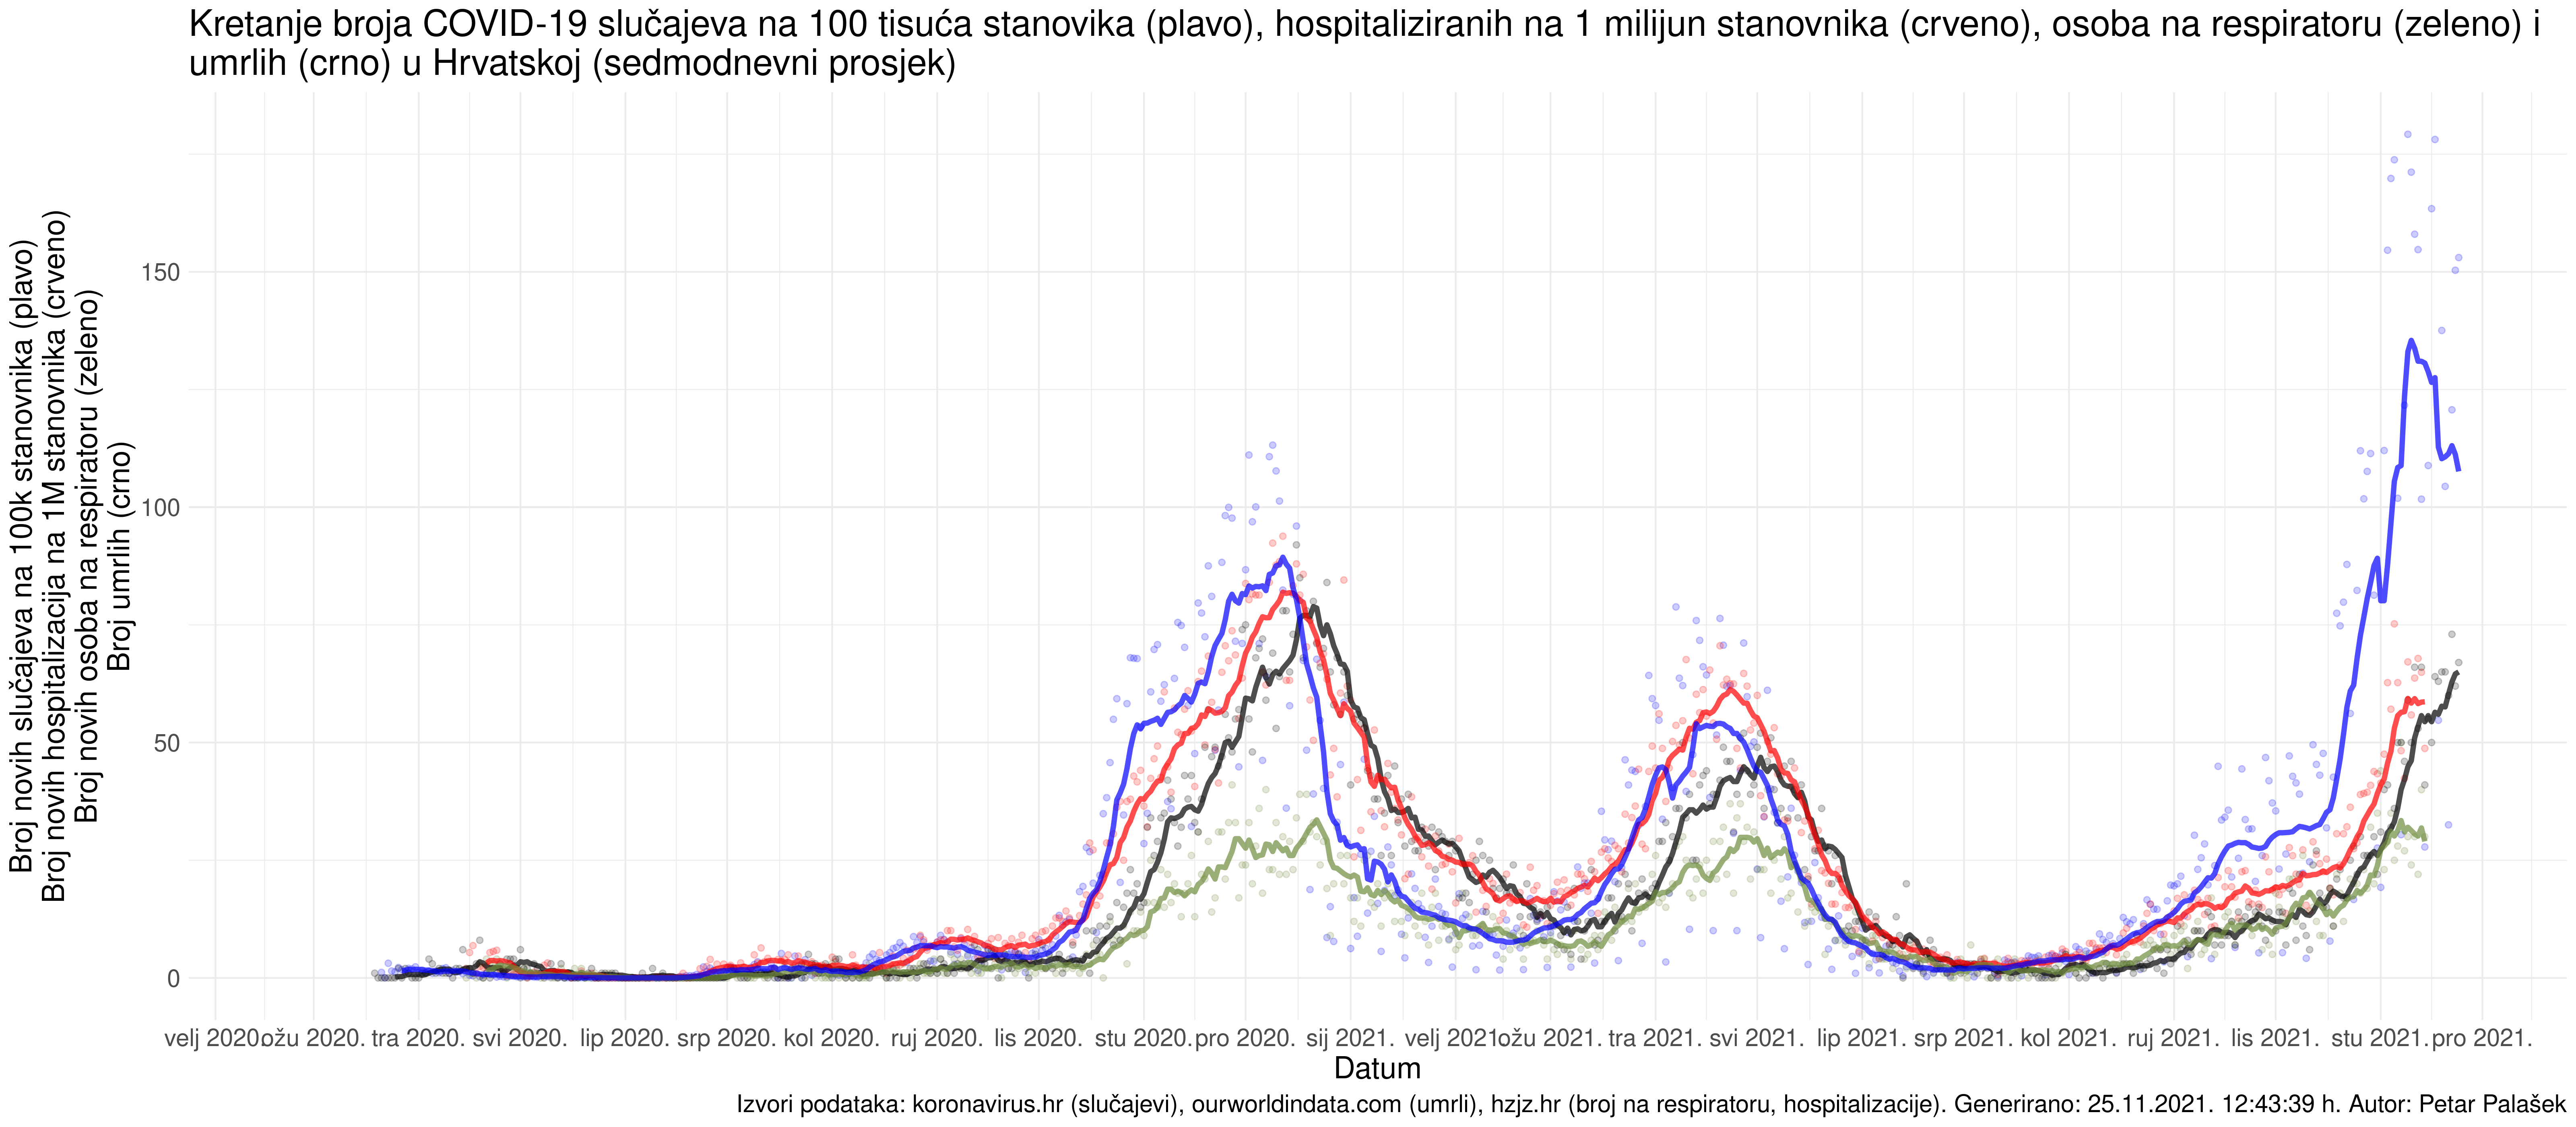 Kretanje broja COVID-19 slučajeva na 100 tisuća stanovika (plavo), hospitaliziranih na 1 milijun stanovnika (crveno), osoba na respiratoru (zeleno) i
umrlih (crno) u Hrvatskoj (sedmodnevni prosjek)
Broj novih slučajeva na 100k stanovnika (plavo)
Broj novih hospitalizacija na 1M stanovnika (crveno)
Broj novih osoba na respiratoru (zeleno)
Broj umrlih (crno)
150
100
50
0
velj 2020. ožu 2020. tra 2020. svi 2020. lip 2020. srp 2020. kol 2020. ruj 2020. lis 2020. stu 2020. pro 2020. sij 2021. velj 2021. ožu 2021. tra 2021. svi 2021. lip 2021. srp 2021. kol 2021. ruj 2021. lis 2021. stu 2021. pro 2021.
Datum
Izvori podataka: koronavirus.hr (slučajevi), ourworldindata.com (umrli), hzjz.hr (broj na respiratoru, hospitalizacije). Generirano: 25.11.2021. 12:43:39 h. Autor: Petar Palašek